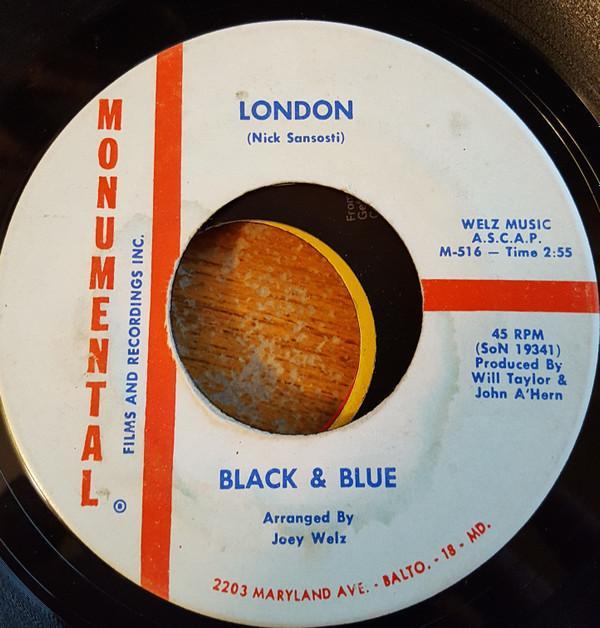 LONDON
(Nick Sansosti)
MONUMENTAL
FILMS AND RECORDINGS INC.
WELZ MUSIC
A.S.C.A.P.
M-516 — Time 2:55
45 RPM
(SoN 19341)
Produced By
Will Taylor &
John A'Hern
BLACK & BLUE
Arranged By
Joey Welz
2203 MARYLAND AVE. - BALTO. - 18 - MD.